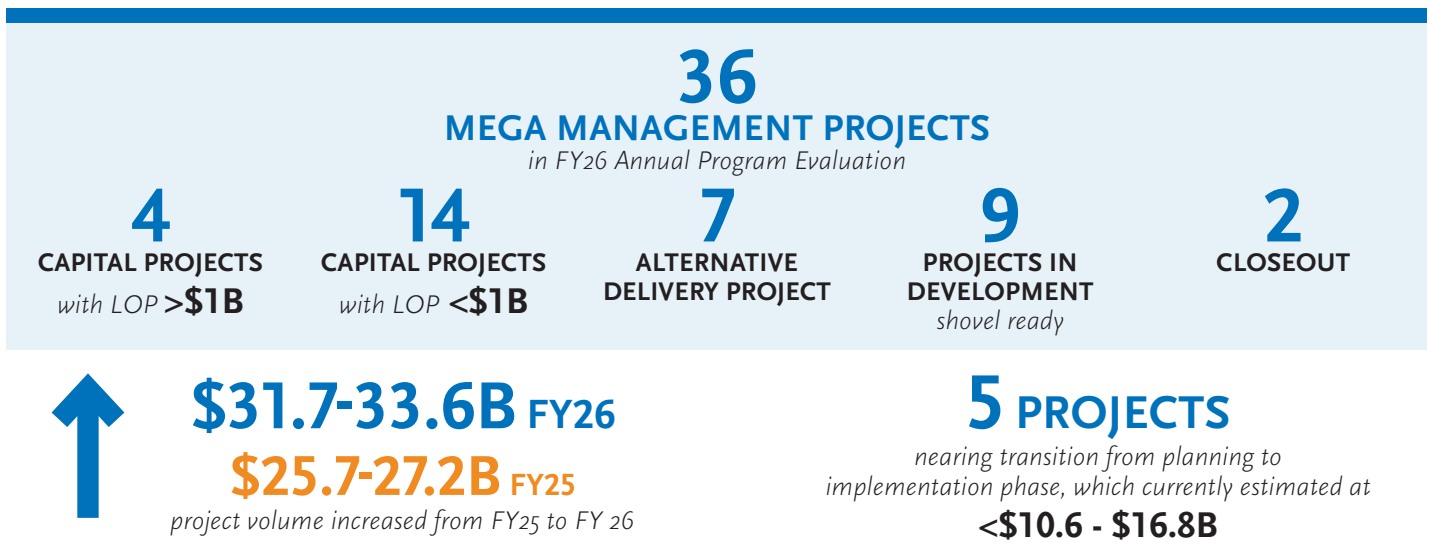 36
MEGA MANAGEMENT PROJECTS
in FY26 Annual Program Evaluation
4
CAPITAL PROJECTS
with LOP >$1B
14
CAPITAL PROJECTS
with LOP <$1B
7
ALTERNATIVE
DELIVERY PROJECT
9
PROJECTS IN
DEVELOPMENT
shovel ready
2
CLOSEOUT
$31.7-33.6B FY26
$25.7-27.2B FY25
project volume increased from FY25 to FY 26
5 PROJECTS
nearing transition from planning to
implementation phase, which currently estimated at
<$10.6 - $16.8B